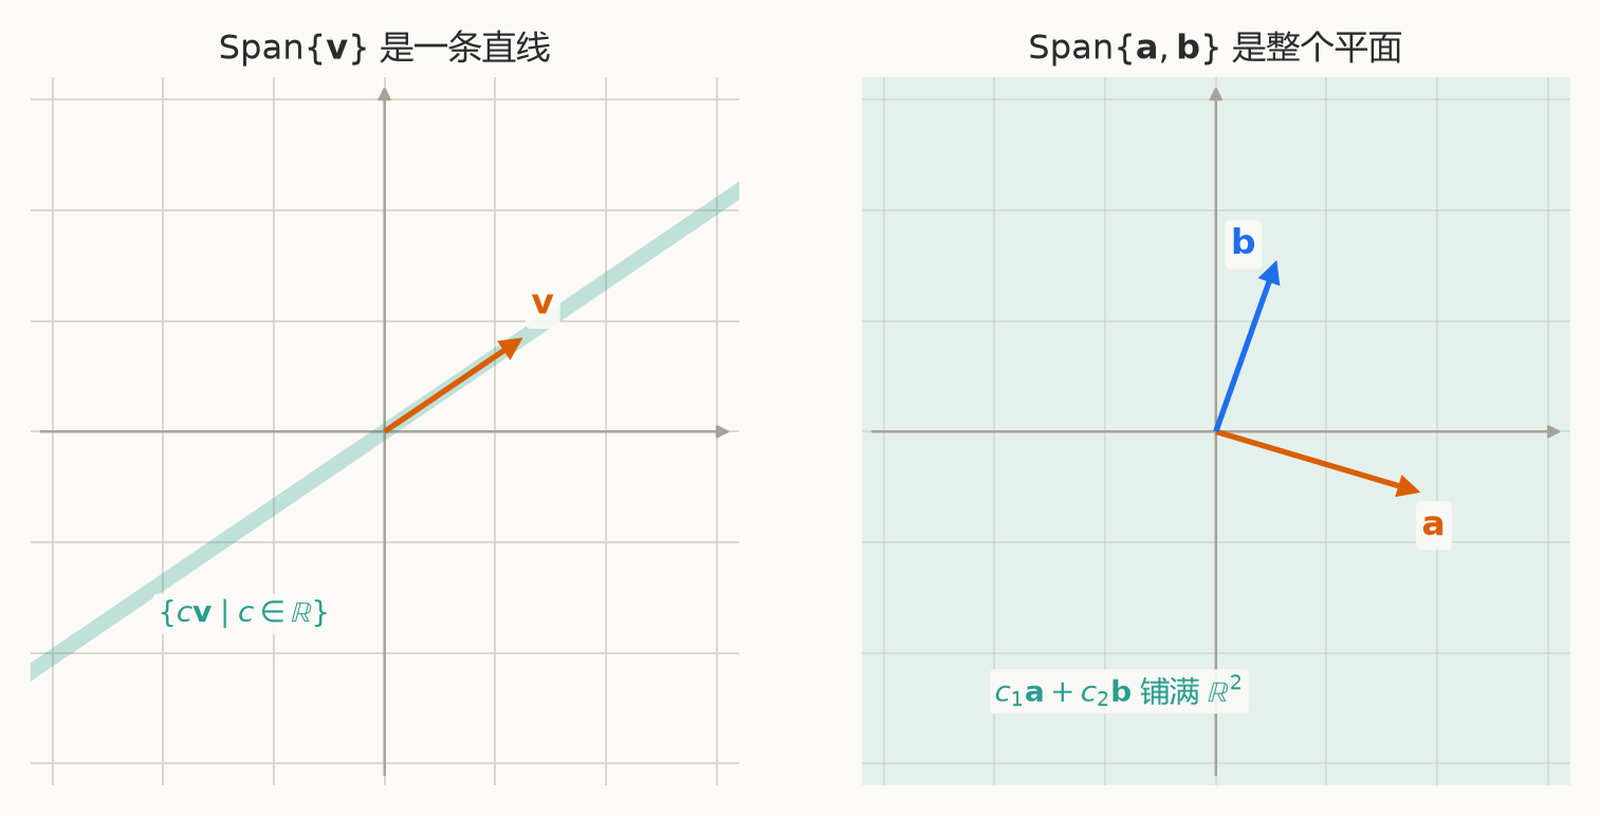 Span{v} 是一条直线
v
{cv | c ∈ ℝ}
Span{a, b} 是整个平面
b
a
c₁a + c₂b 铺满 ℝ²